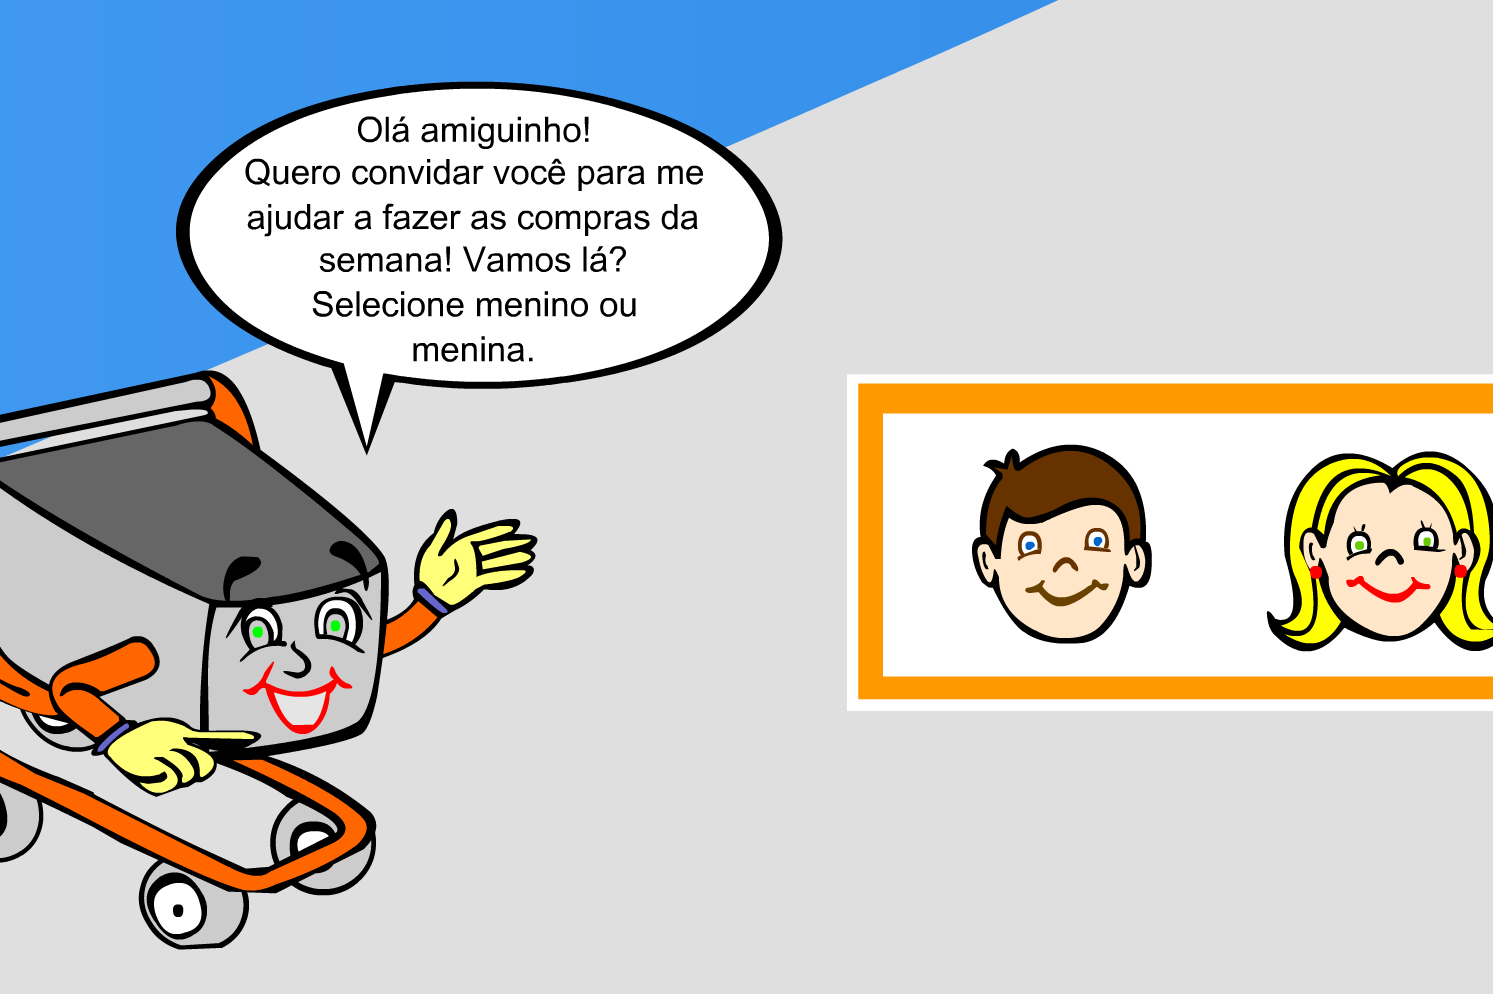 Olá amiguinho!
Quero convidar você para me
ajudar a fazer as compras da
semana! Vamos lá?
Selecione menino ou
menina.